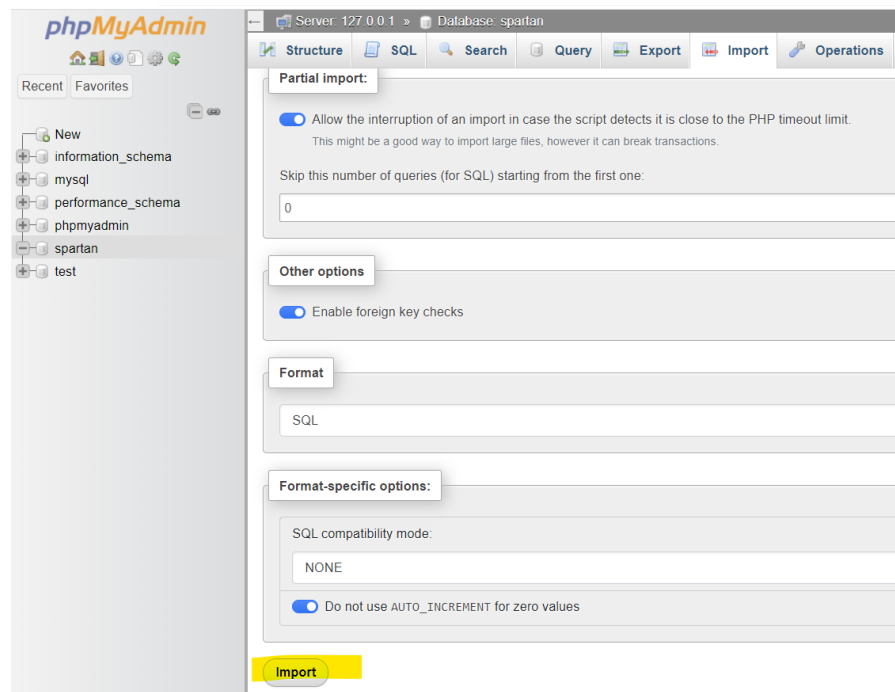 phpMyAdmin
Recent Favorites
New
information_schema
mysql
performance_schema
phpmyadmin
spartan
test
Server: 127.0.0.1 » Database: spartan
Structure SQL Search Query Export Import Operations
Partial import:
Allow the interruption of an import in case the script detects it is close to the PHP timeout limit.
This might be a good way to import large files, however it can break transactions.
Skip this number of queries (for SQL) starting from the first one:
0
Other options
Enable foreign key checks
Format
SQL
Format-specific options:
SQL compatibility mode:
NONE
Do not use AUTO_INCREMENT for zero values
Import